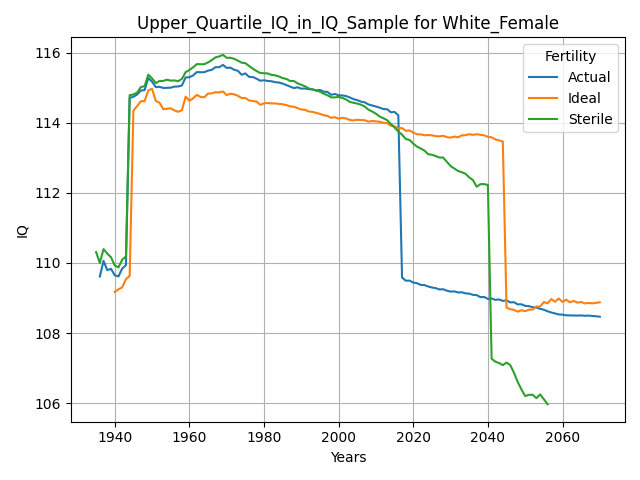 Upper_Quartile_IQ_in_IQ_Sample for White_Female
Fertility
Actual
Ideal
Sterile
IQ
116
114
112
110
108
106
1940
1960
1980
2000
2020
2040
2060
Years